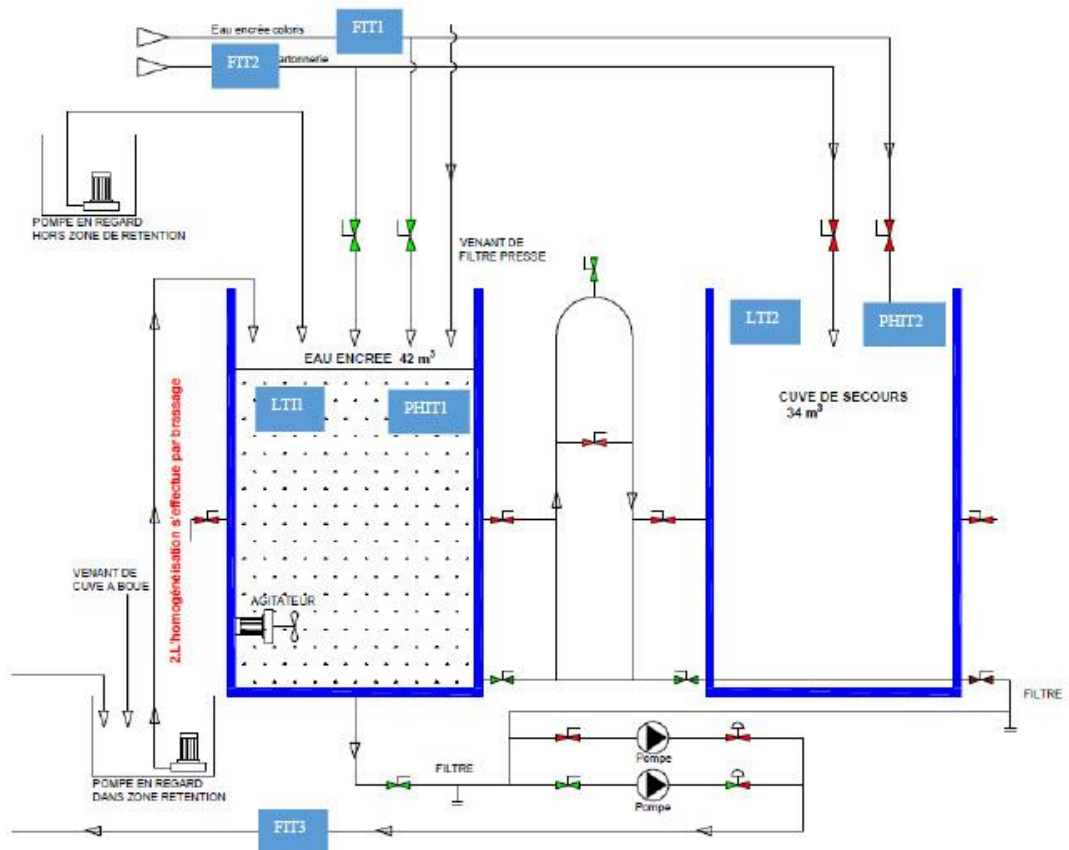 Eau encrée coloris
FIT1
FIT2
artonnerie
POMPE EN REGARD
HORS ZONE DE RETENTION
VENANT DE
FILTRE PRESSE
EAU ENCREE 42 m³
LTI1
PHIT1
LTI2
PHIT2
CUVE DE SECOURS
34 m³
2.L'homogéneisation s'effectue par brassage
VENANT DE
CUVE A BOUE
AGITATEUR
POMPE EN REGARD
DANS ZONE RETENTION
FILTRE
FILTRE
Pompe
Pompe
FIT3